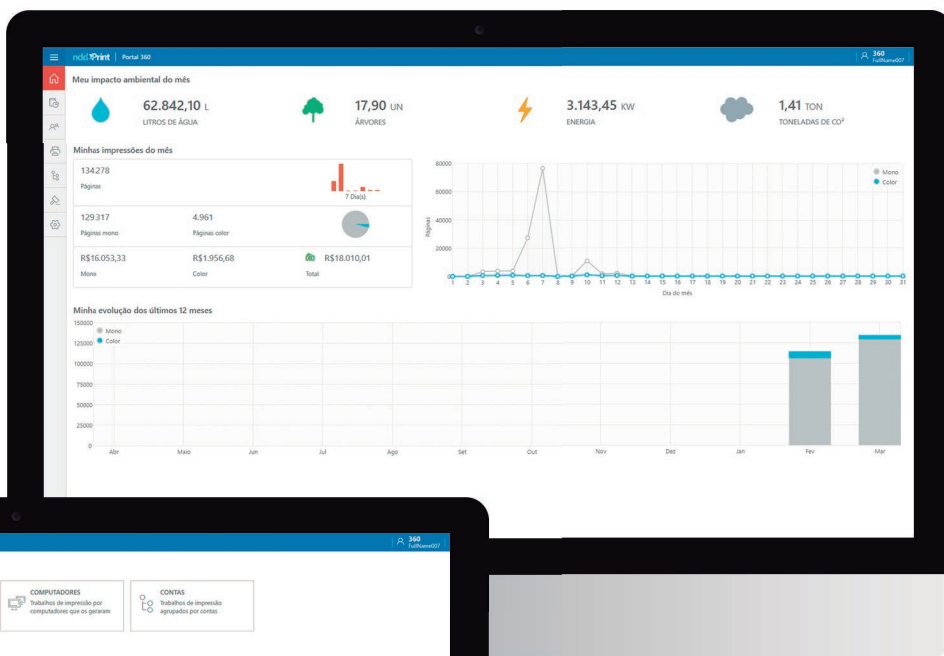 nddPrint | Portal 360
360
FullName007
Meu impacto ambiental do mês
62.842,10 L
LITROS DE ÁGUA
17,90 UN
ÁRVORES
3.143,45 KW
ENERGIA
1,41 TON
TONELADAS DE CO²
Minhas impressões do mês
134278
Páginas
7 Dia(s)
129317
Páginas mono
4.961
Páginas color
R$16.053,33
Mono
R$1.956,68
Color
R$18.010,01
Total
80000
60000
40000
20000
0
Páginas
Mono
Color
1 2 3 4 5 6 7 8 9 10 11 12 13 14 15 16 17 18 19 20 21 22 23 24 25 26 27 28 29 30 31
Dia do mês
Minha evolução dos últimos 12 meses
150000
125000
100000
75000
50000
25000
0
Mono
Color
Abr Maio Jun Jul Ago Set Out Nov Dez Jan Fev Mar
360
FullName007
COMPUTADORES
Trabalhos de impressão por
computadores que os geraram
CONTAS
Trabalhos de impressão
agrupados por contas